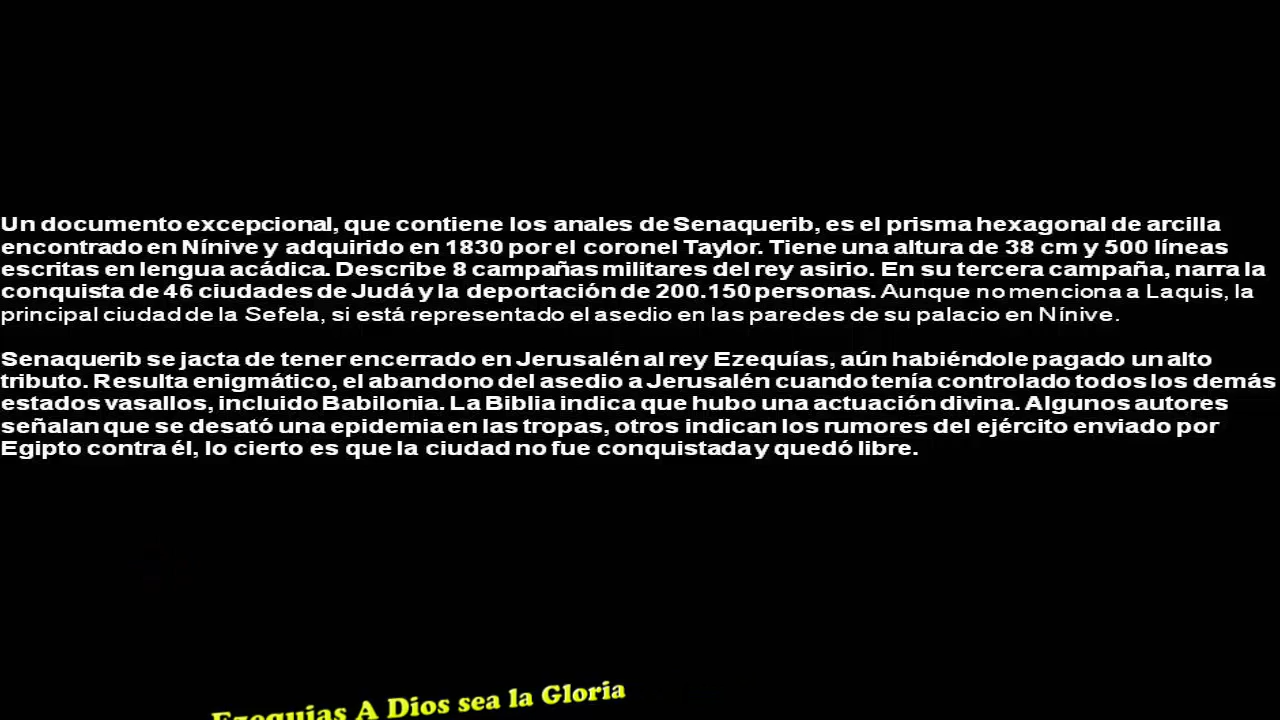 Un documento excepcional, que contiene los anales de Senaquerib, es el prisma hexagonal de arcilla
encontrado en Nínive y adquirido en 1830 por el coronel Taylor. Tiene una altura de 38 cm y 500 líneas
escritas en lengua acádica. Describe 8 campañas militares del rey asirio. En su tercera campaña, narra la
conquista de 46 ciudades de Judá y la deportación de 200.150 personas. Aunque no menciona a Laquis, la
principal ciudad de la Sefela, si está representado el asedio en las paredes de su palacio en Nínive.
Senaquerib se jacta de tener encerrado en Jerusalén al rey Ezequías, aún habiéndole pagado un alto
tributo. Resulta enigmático, el abandono del asedio a Jerusalén cuando tenía controlado todos los demás
estados vasallos, incluido Babilonia. La Biblia indica que hubo una actuación divina. Algunos autores
señalan que se desató una epidemia en las tropas, otros indican los rumores del ejército enviado por
Egipto contra él, lo cierto es que la ciudad no fue conquistada y quedó libre.
Ezequias A Dios sea la Gloria